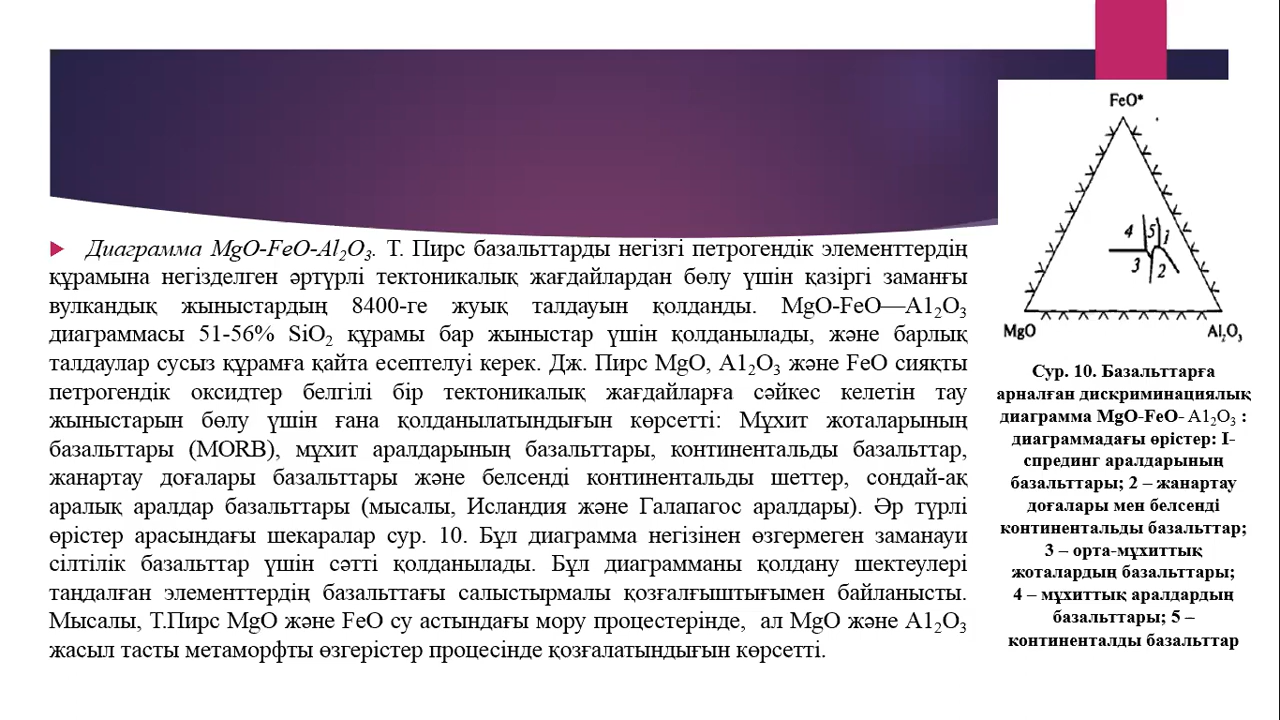 Диаграмма MgO-FeO-Al₂O₃. Т. Пирс базальттарды негізгі петрогендік элементтердің
құрамына негізделген әртүрлі тектоникалық жағдайлардан бөлу үшін қазіргі заманғы
вулкандық жыныстардың 8400-ге жуық талдауын қолданды. MgO-FeO—A1₂O₃
диаграммасы 51-56% SiO₂ құрамы бар жыныстар үшін қолданылады, және барлық
талдаулар сусыз құрамға қайта есептелуі керек. Дж. Пирс MgO, A1₂O₃ және FeO сияқты
петрогендік оксидтер белгілі бір тектоникалық жағдайларға сәйкес келетін тау
жыныстарын бөлу үшін ғана қолданылатындығын көрсетті: Мұхит жоталарының
базальттары (MORB), мұхит аралдарының базальттары, континентальды базальттар,
жанартау доғалары базальттары және белсенді континентальды шеттер, сондай-ақ
аралық аралдар базальттары (мысалы, Исландия және Галапагос аралдары). Әр түрлі
өрістер арасындағы шекаралар сур. 10. Бұл диаграмма негізінен өзгермеген заманауи
сілтілік базальттар үшін сәтті қолданылады. Бұл диаграмманы қолдану шектеулері
таңдалған элементтердің базальттағы салыстырмалы қозғалғыштығымен байланысты.
Мысалы, Т.Пирс MgO және FeO су астындағы мору процестерінде, ал MgO және A1₂O₃
жасыл тасты метаморфты өзгерістер процесінде қозғалатындығын көрсетті.
FeO*
4 5 1
3 2
MgO Al₂O₃
Сур. 10. Базальттарға
арналған дискриминациялық
диаграмма MgO-FeO- A1₂O₃ :
диаграммадағы өрістер: I-
спрединг аралдарының
базальттары; 2 – жанартау
доғалары мен белсенді
континентальды базальттар;
3 – орта-мұхиттық
жоталардың базальттары;
4 – мұхиттық аралдардың
базальттары; 5 –
континенталды базальттар